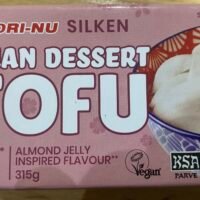 ORI-NU SILKEN
AN DESSERT
TOFU
ALMOND JELLY
INSPIRED FLAVOUR**
315g
Vegan
KSA
PARVE